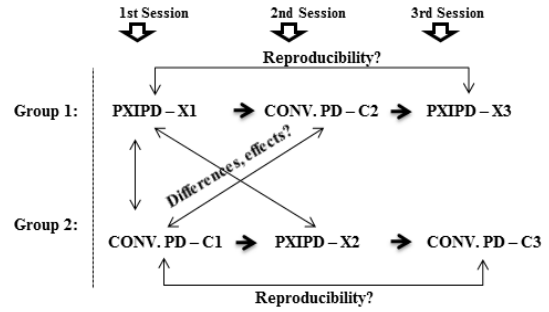 1st Session 2nd Session 3rd Session
Reproducibility?
Group 1: PXIPD – X1 CONV. PD – C2 PXIPD – X3
Differences, effects?
Group 2: CONV. PD – C1 PXIPD – X2 CONV. PD – C3
Reproducibility?